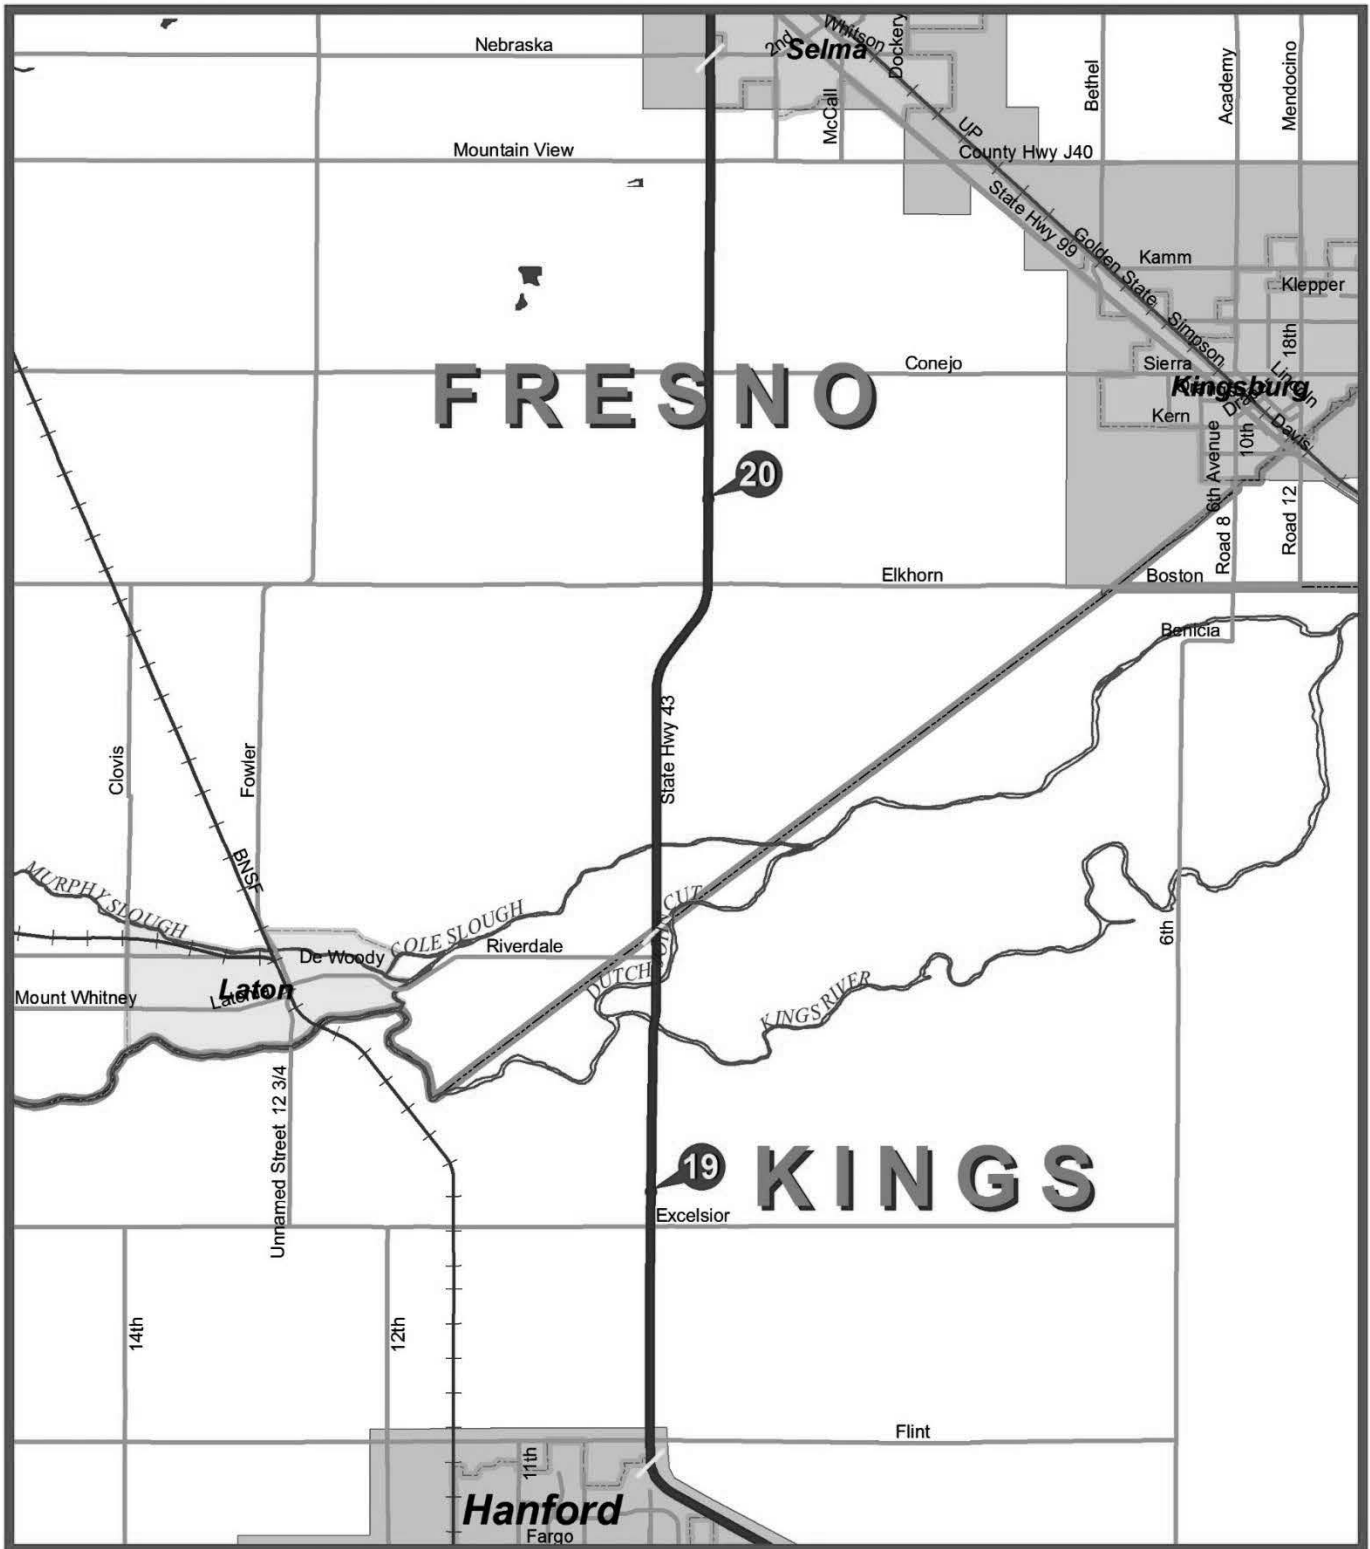 Nebraska
2nd
Whitson
Selma
Dockery
McCall
Bethel
Academy
Mendocino
Mountain View
UP
County Hwy J40
State Hwy 99
Golden State
Kamm
Klepper
Simpson
18th
Conejo
Sierra
Kingsburg
Kern
10th
Davis
6th Avenue
FRESNO
20
Road 8
Road 12
Elkhorn
Boston
Benicia
Clovis
Fowler
State Hwy 43
BNSF
MURPHY SLOUGH
COLE SLOUGH
CUT
DUTCH
Riverdale
De Woody
6th
Mount Whitney
Laton
KINGS RIVER
Unnamed Street 12 3/4
19
KINGS
Excelsior
14th
12th
Flint
11th
Hanford
Fargo